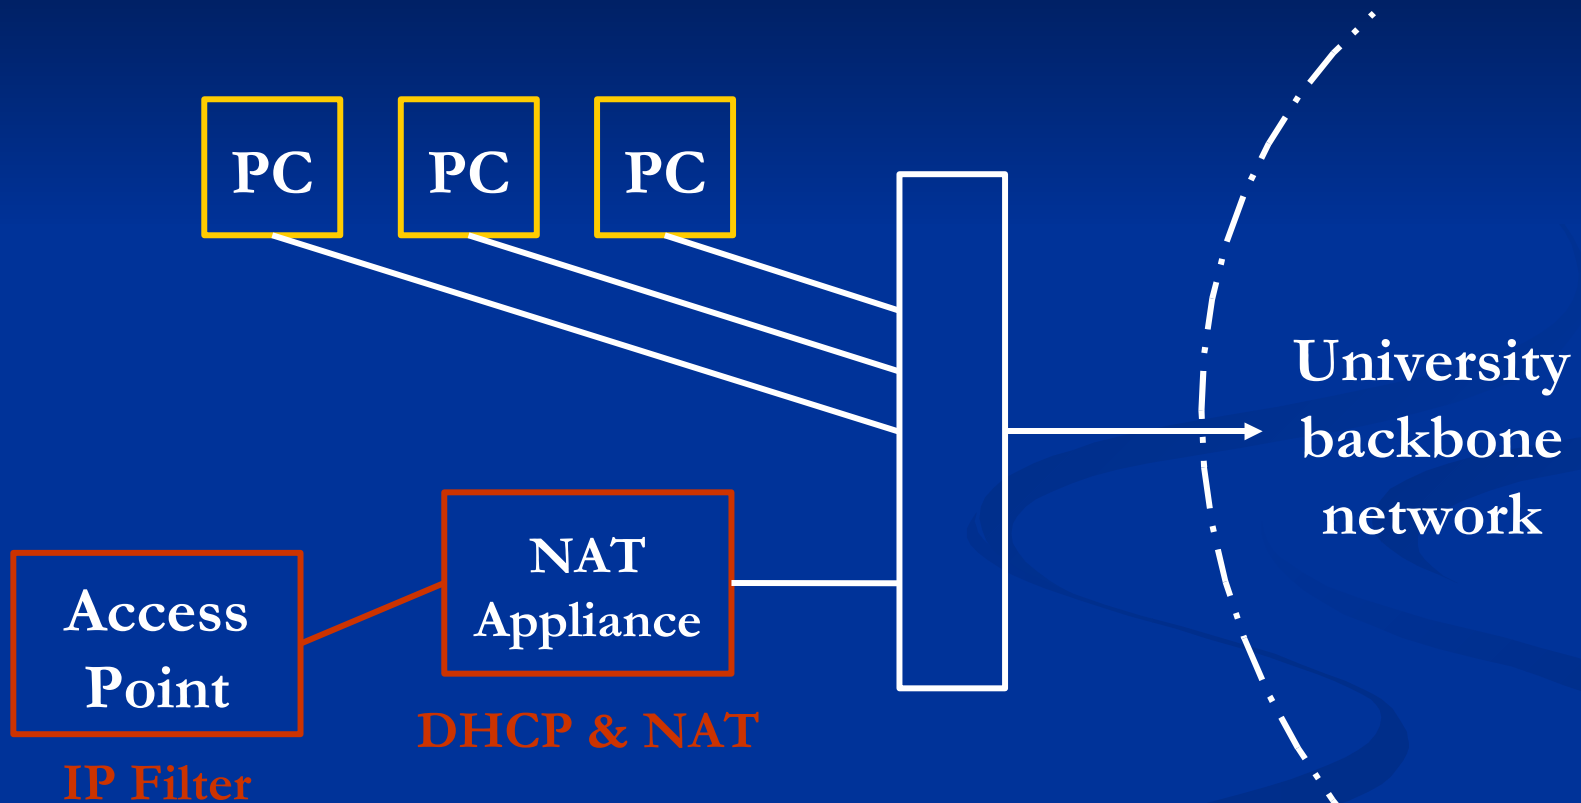 PC
PC
PC
University
backbone
network
NAT
Appliance
Access
Point
DHCP & NAT
IP Filter